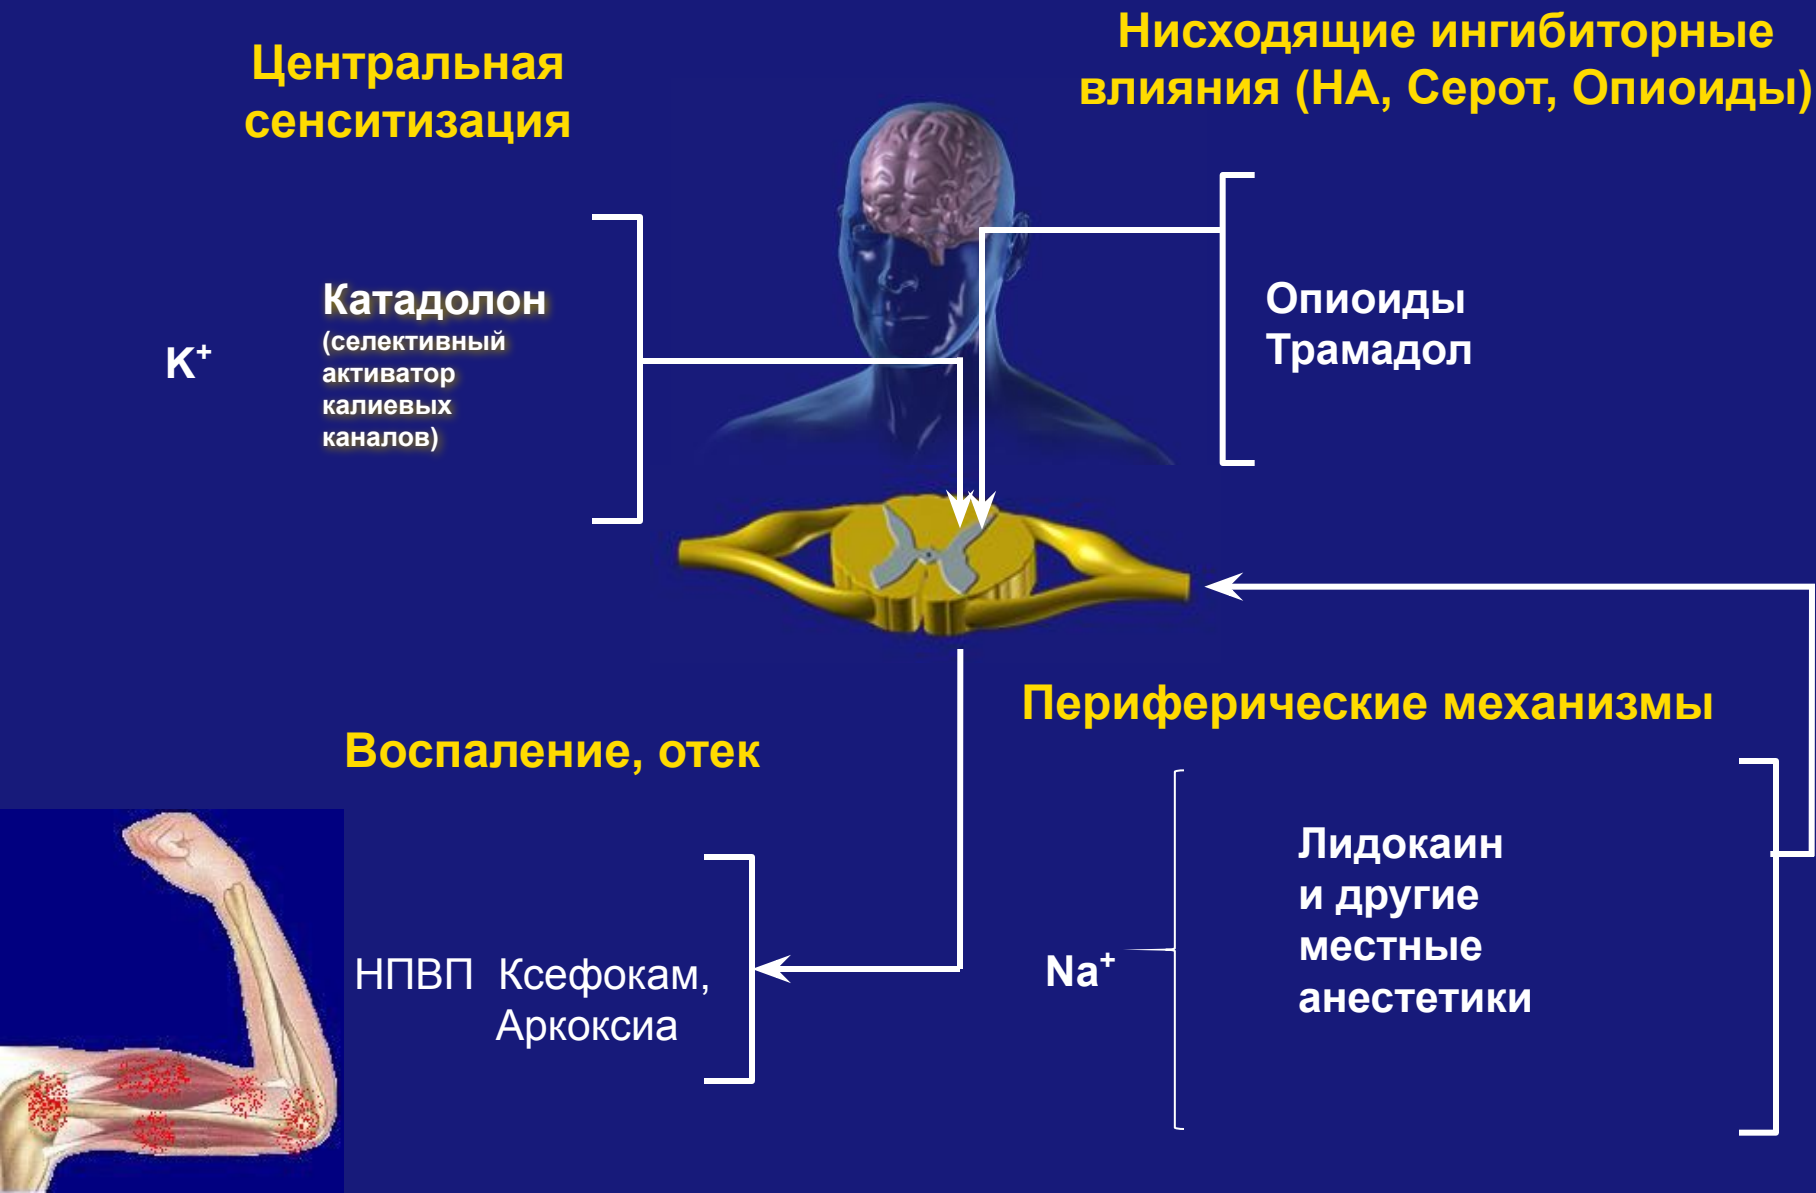 Центральная
сенситизация
Нисходящие ингибиторные
влияния (НА, Серот, Опиоиды)
K⁺
Катадолон
(селективный
активатор
калиевых
каналов)
Опиоиды
Трамадол
Воспаление, отек
НПВП Ксефокам,
Аркоксиа
Периферические механизмы
Na⁺
Лидокаин
и другие
местные
анестетики